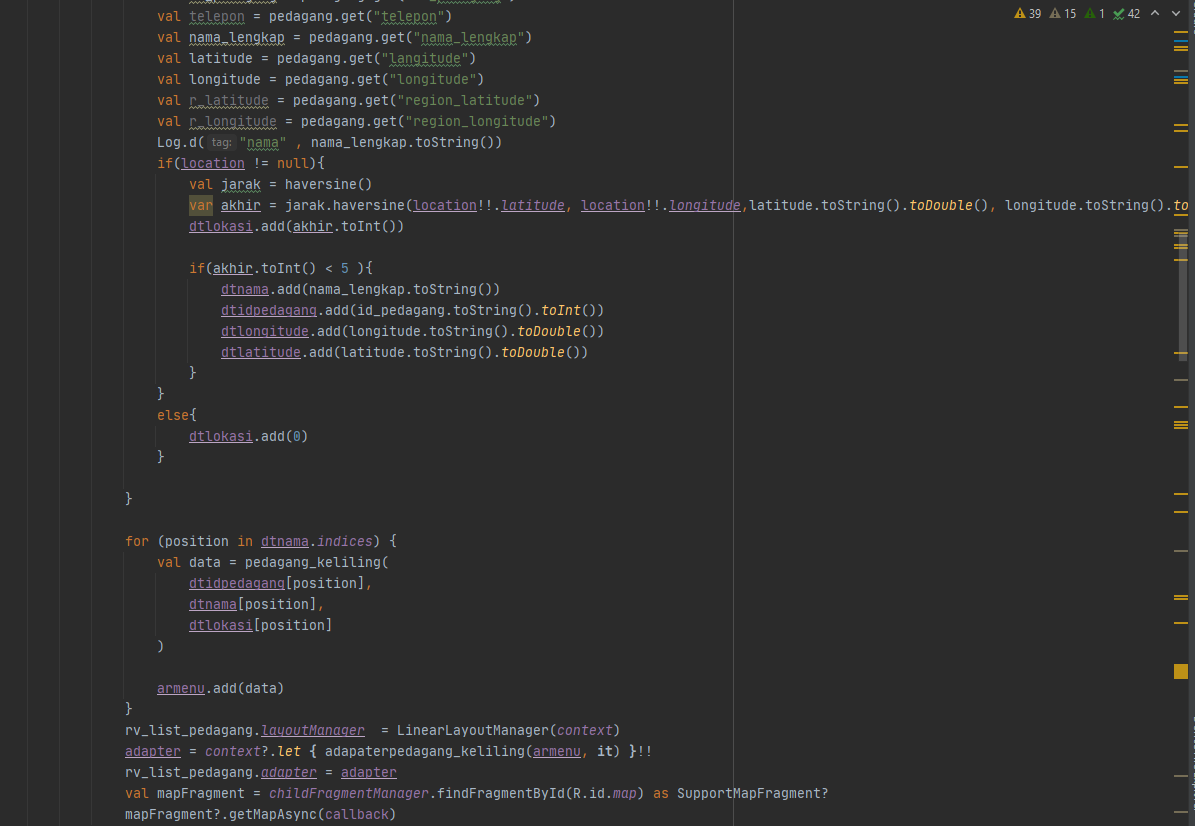 39 15 1 42
val telepon = pedagang.get("telepon")
val nama_lengkap = pedagang.get("nama_lengkap")
val latitude = pedagang.get("langitude")
val longitude = pedagang.get("longitude")
val r_latitude = pedagang.get("region_latitude")
val r_longitude = pedagang.get("region_longitude")
Log.d( tag: "nama" , nama_lengkap.toString())
if(location != null){
val jarak = haversine()
var akhir = jarak.haversine(location!!.latitude, location!!.longitude,latitude.toString().toDouble(), longitude.toString().to
dtlokasi.add(akhir.toInt())
if(akhir.toInt() < 5 ){
dtnama.add(nama_lengkap.toString())
dtidpedagang.add(id_pedagang.toString().toInt())
dtlongitude.add(longitude.toString().toDouble())
dtlatitude.add(latitude.toString().toDouble())
}
}
else{
dtlokasi.add(0)
}
}
for (position in dtnama.indices) {
val data = pedagang_keliling(
dtidpedagang[position],
dtnama[position],
dtlokasi[position]
)
armenu.add(data)
}
rv_list_pedagang.layoutManager = LinearLayoutManager(context)
adapter = context?.let { adapaterpedagang_keliling(armenu, it) }!!
rv_list_pedagang.adapter = adapter
val mapFragment = childFragmentManager.findFragmentById(R.id.map) as SupportMapFragment?
mapFragment?.getMapAsync(callback)